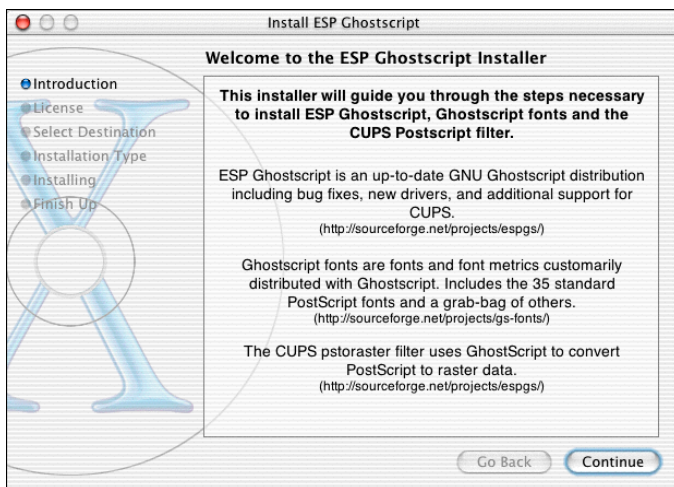 Install ESP Ghostscript
Welcome to the ESP Ghostscript Installer
Introduction
License
Select Destination
Installation Type
Installing
Finish Up
This installer will guide you through the steps necessary
to install ESP Ghostscript, Ghostscript fonts and the
CUPS Postscript filter.
ESP Ghostscript is an up-to-date GNU Ghostscript distribution
including bug fixes, new drivers, and additional support for
CUPS.
(http://sourceforge.net/projects/espgs/)
Ghostscript fonts are fonts and font metrics customarily
distributed with Ghostscript. Includes the 35 standard
PostScript fonts and a grab-bag of others.
(http://sourceforge.net/projects/gs-fonts/)
The CUPS pstoraster filter uses GhostScript to convert
PostScript to raster data.
(http://sourceforge.net/projects/espgs/)
Go Back
Continue